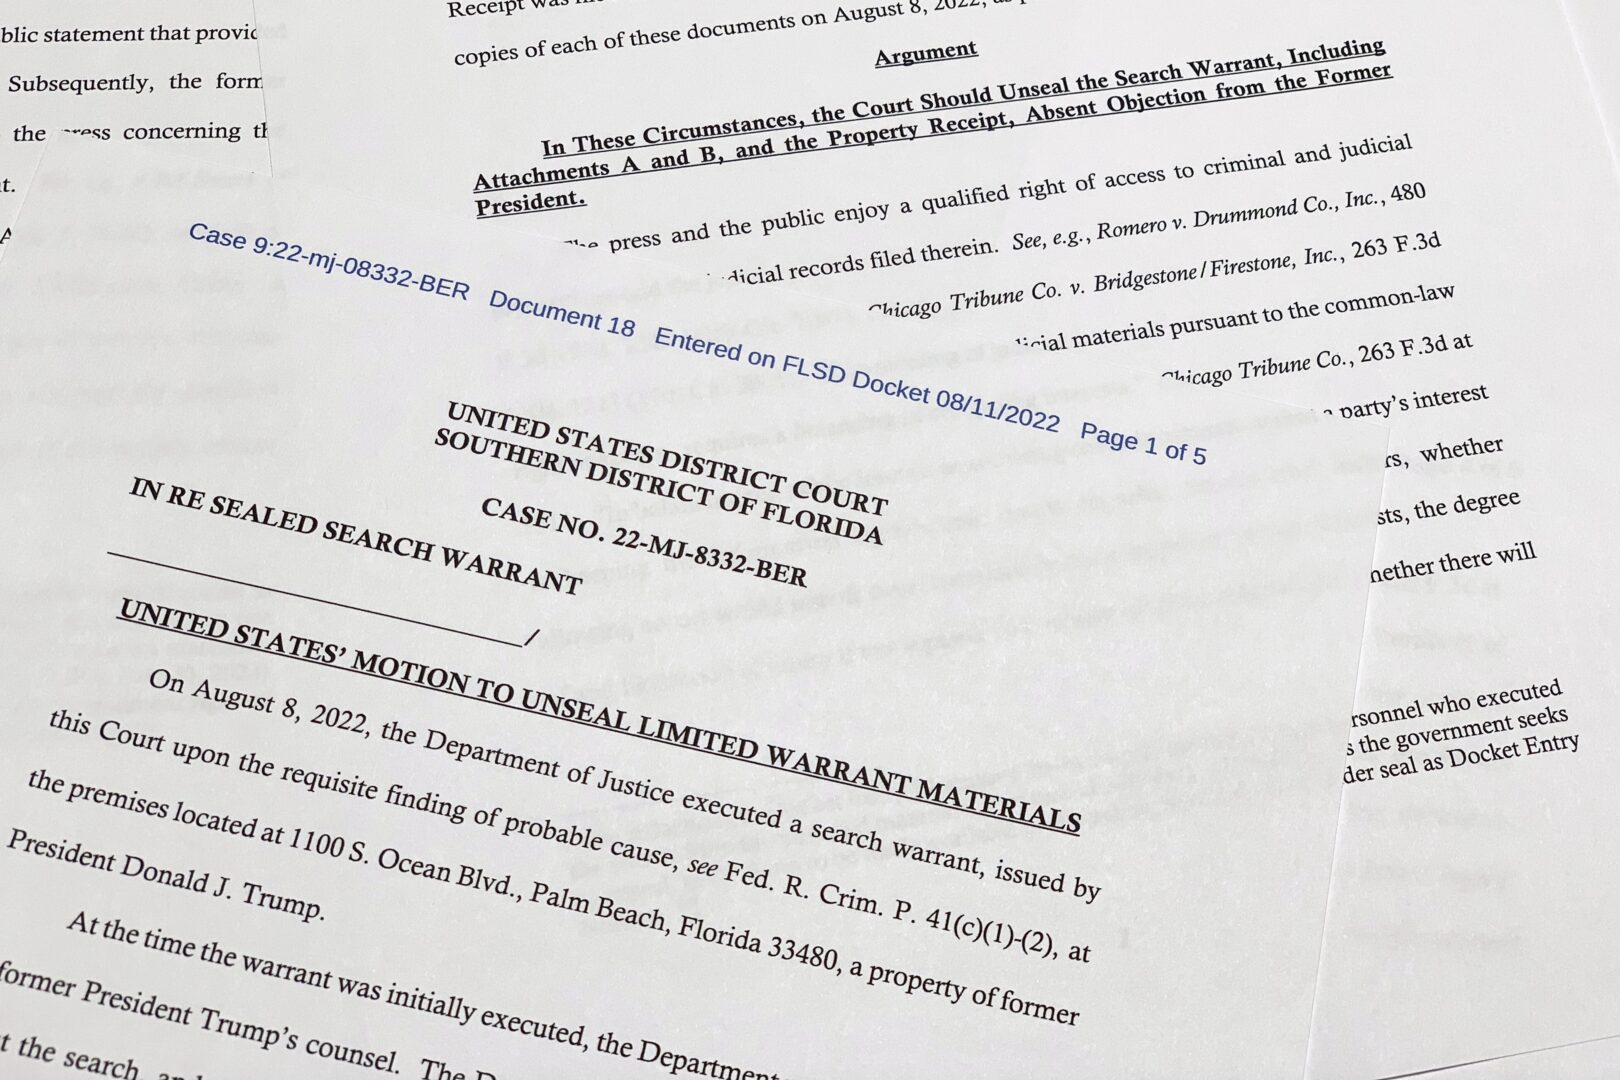 blic statement that provid
Subsequently, the form
the press concerning th
t.
A
Receipt was
copies of each of these documents on August 8, 2022, as
Argument
In These Circumstances, the Court Should Unseal the Search Warrant, Including
Attachments A and B, and the Property Receipt, Absent Objection from the Former
President.
press and the public enjoy a qualified right of access to criminal and judicial
dicial records filed therein. See, e.g., Romero v. Drummond Co., Inc., 480
Chicago Tribune Co. v. Bridgestone/Firestone, Inc., 263 F.3d
icial materials pursuant to the common-law
Chicago Tribune Co., 263 F.3d at
a party’s interest
rs, whether
sts, the degree
hether there will
rsonnel who executed
s the government seeks
der seal as Docket Entry
Case 9:22-mj-08332-BER Document 18 Entered on FLSD Docket 08/11/2022 Page 1 of 5
UNITED STATES DISTRICT COURT
SOUTHERN DISTRICT OF FLORIDA
CASE NO. 22-MJ-8332-BER
IN RE SEALED SEARCH WARRANT
/
UNITED STATES’ MOTION TO UNSEAL LIMITED WARRANT MATERIALS
On August 8, 2022, the Department of Justice executed a search warrant, issued by
this Court upon the requisite finding of probable cause, see Fed. R. Crim. P. 41(c)(1)-(2), at
the premises located at 1100 S. Ocean Blvd., Palm Beach, Florida 33480, a property of former
President Donald J. Trump.
At the time the warrant was initially executed, the Department
former President Trump’s counsel. The D
t the search, and